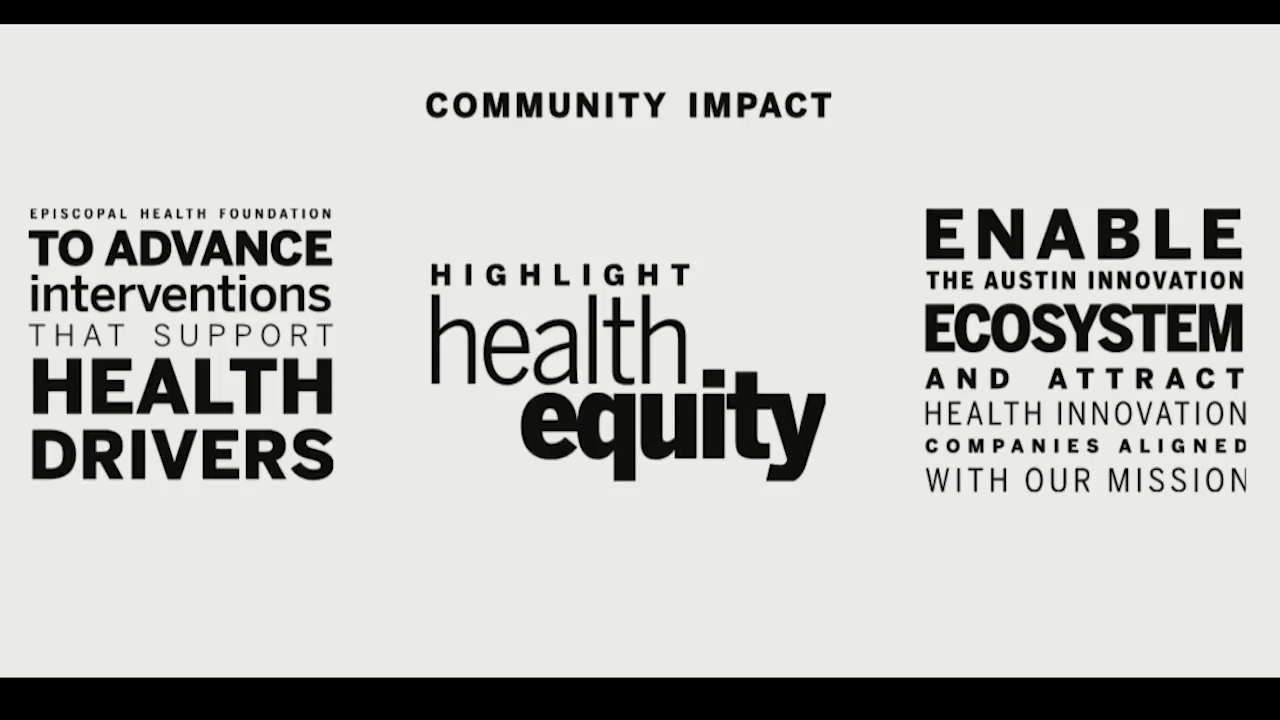 COMMUNITY IMPACT
EPISCOPAL HEALTH FOUNDATION
TO ADVANCE
interventions
THAT SUPPORT
HEALTH
DRIVERS
HIGHLIGHT
health
equity
ENABLE
THE AUSTIN INNOVATION
ECOSYSTEM
AND ATTRACT
HEALTH INNOVATION
COMPANIES ALIGNED
WITH OUR MISSION